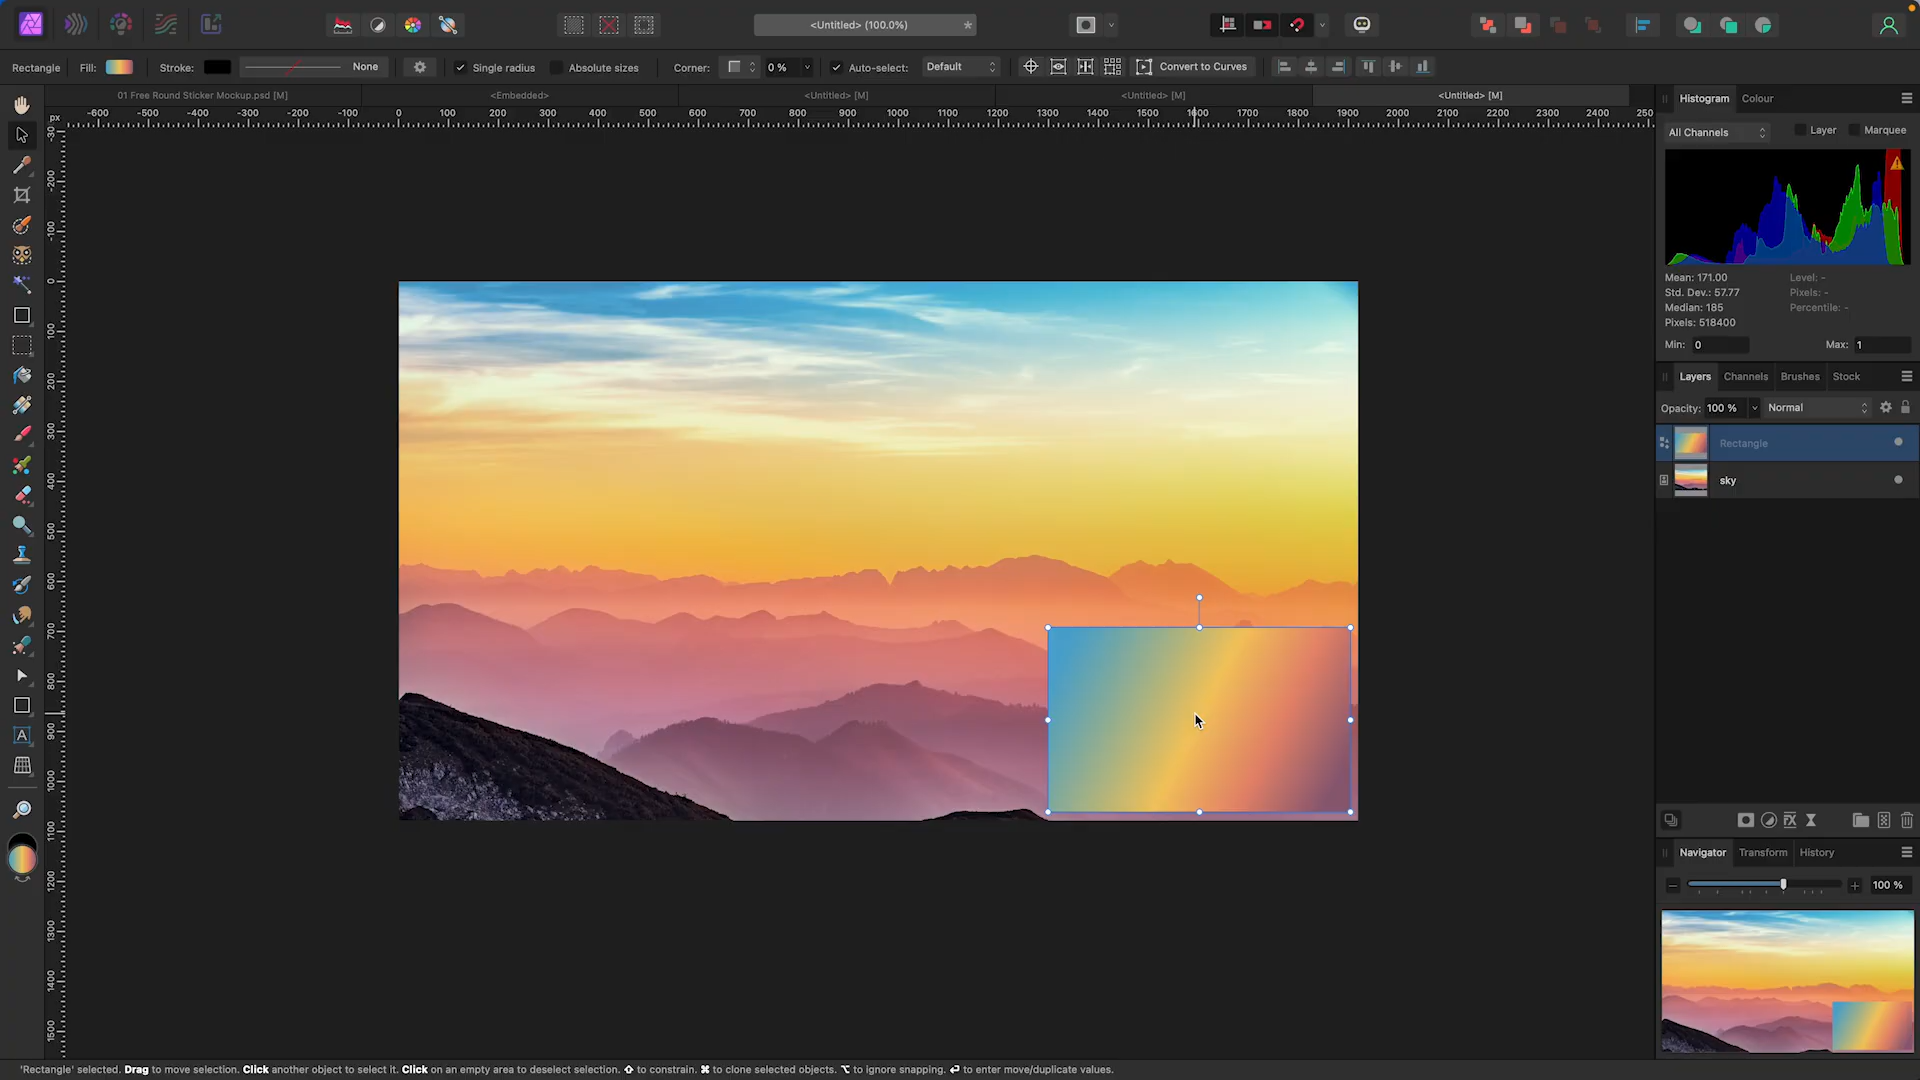 <Untitled> (100.0%)
*
Rectangle
Fill:
Stroke:
None
Single radius
Absolute sizes
Corner:
0 %
Auto-select:
Default
Convert to Curves
01 Free Round Sticker Mockup.psd [M]
<Embedded>
<Untitled> [M]
<Untitled> [M]
<Untitled> [M]
px
-600 -500 -400 -300 -200 -100 0 100 200 300 400 500 600 700 800 900 1000 1100 1200 1300 1400 1500 1600 1700 1800 1900 2000 2100 2200 2300 2400 250
-30
-200
-100
0
100
200
300
400
500
600
700
800
900
1000
1100
1200
1300
1400
1500
Histogram
Colour
All Channels
Layer
Marquee
Mean: 171.00
Level: -
Std. Dev.: 57.77
Pixels: -
Median: 185
Percentile: -
Pixels: 518400
Min: 0
Max: 1
Layers
Channels
Brushes
Stock
Opacity: 100 %
Normal
Rectangle
sky
Navigator
Transform
History
100 %
'Rectangle' selected. Drag to move selection. Click another object to select it. Click on an empty area to deselect selection. ⇧ to constrain. ⌘ to clone selected objects. ⌥ to ignore snapping. ⏎ to enter move/duplicate values.